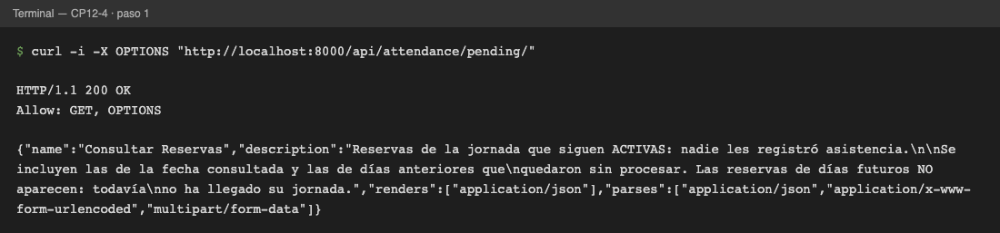 Terminal — CP12-4 · paso 1
$ curl -i -X OPTIONS "http://localhost:8000/api/attendance/pending/"
HTTP/1.1 200 OK
Allow: GET, OPTIONS
{"name":"Consultar Reservas","description":"Reservas de la jornada que siguen ACTIVAS: nadie les registró asistencia.\n\nSe
incluyen las de la fecha consultada y las de días anteriores que\nquedaron sin procesar. Las reservas de días futuros NO
aparecen: todavía\nno ha llegado su jornada.","renders":["application/json"],"parses":["application/json","application/x-www-
form-urlencoded","multipart/form-data"]}